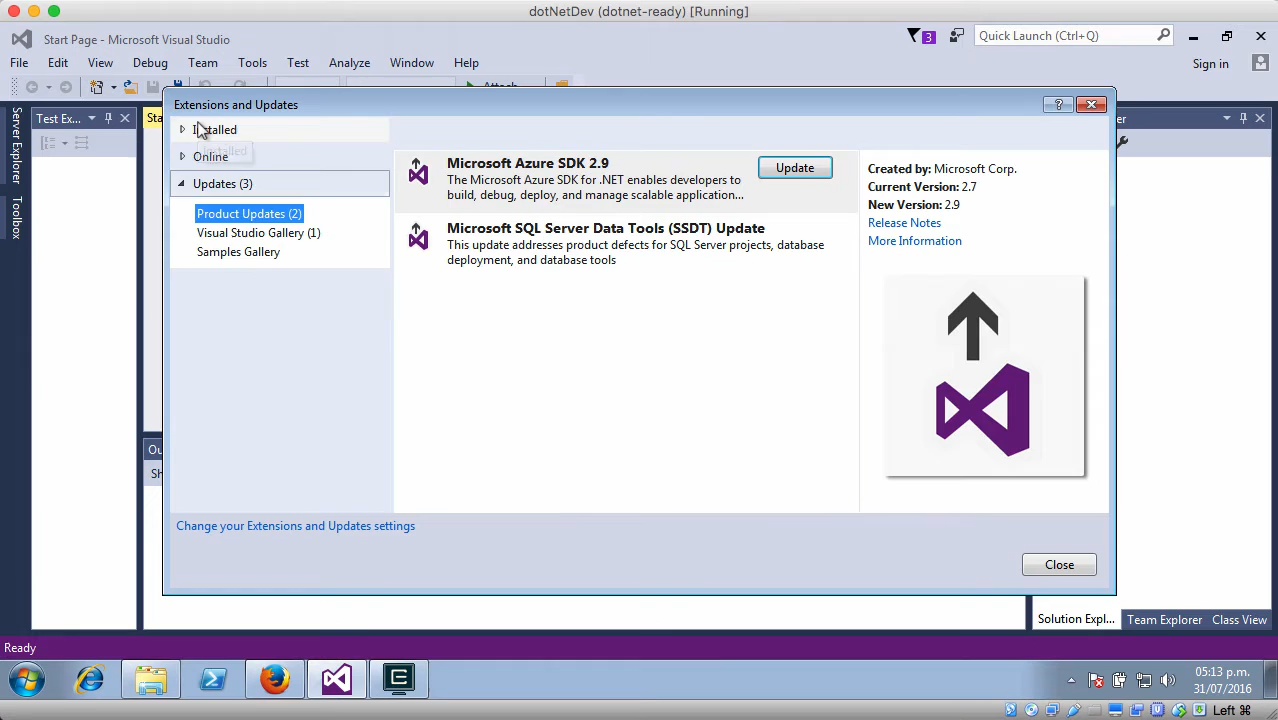 dotNetDev (dotnet-ready) [Running]
Start Page - Microsoft Visual Studio
3
Quick Launch (Ctrl+Q)
File Edit View Debug Team Tools Test Analyze Window Help
Sign in
Attach...
Server Explorer
Toolbox
Test Ex...
Sta
Extensions and Updates
?
Installed
Installed
Online
Updates (3)
Product Updates (2)
Visual Studio Gallery (1)
Samples Gallery
Microsoft Azure SDK 2.9
The Microsoft Azure SDK for .NET enables developers to
build, debug, deploy, and manage scalable application...
Update
Microsoft SQL Server Data Tools (SSDT) Update
This update addresses product defects for SQL Server projects, database
deployment, and database tools
Created by: Microsoft Corp.
Current Version: 2.7
New Version: 2.9
Release Notes
More Information
Change your Extensions and Updates settings
Close
Ou
Sh
er
Solution Expl... Team Explorer Class View
Ready
05:13 p.m.
31/07/2016
Left ⌘